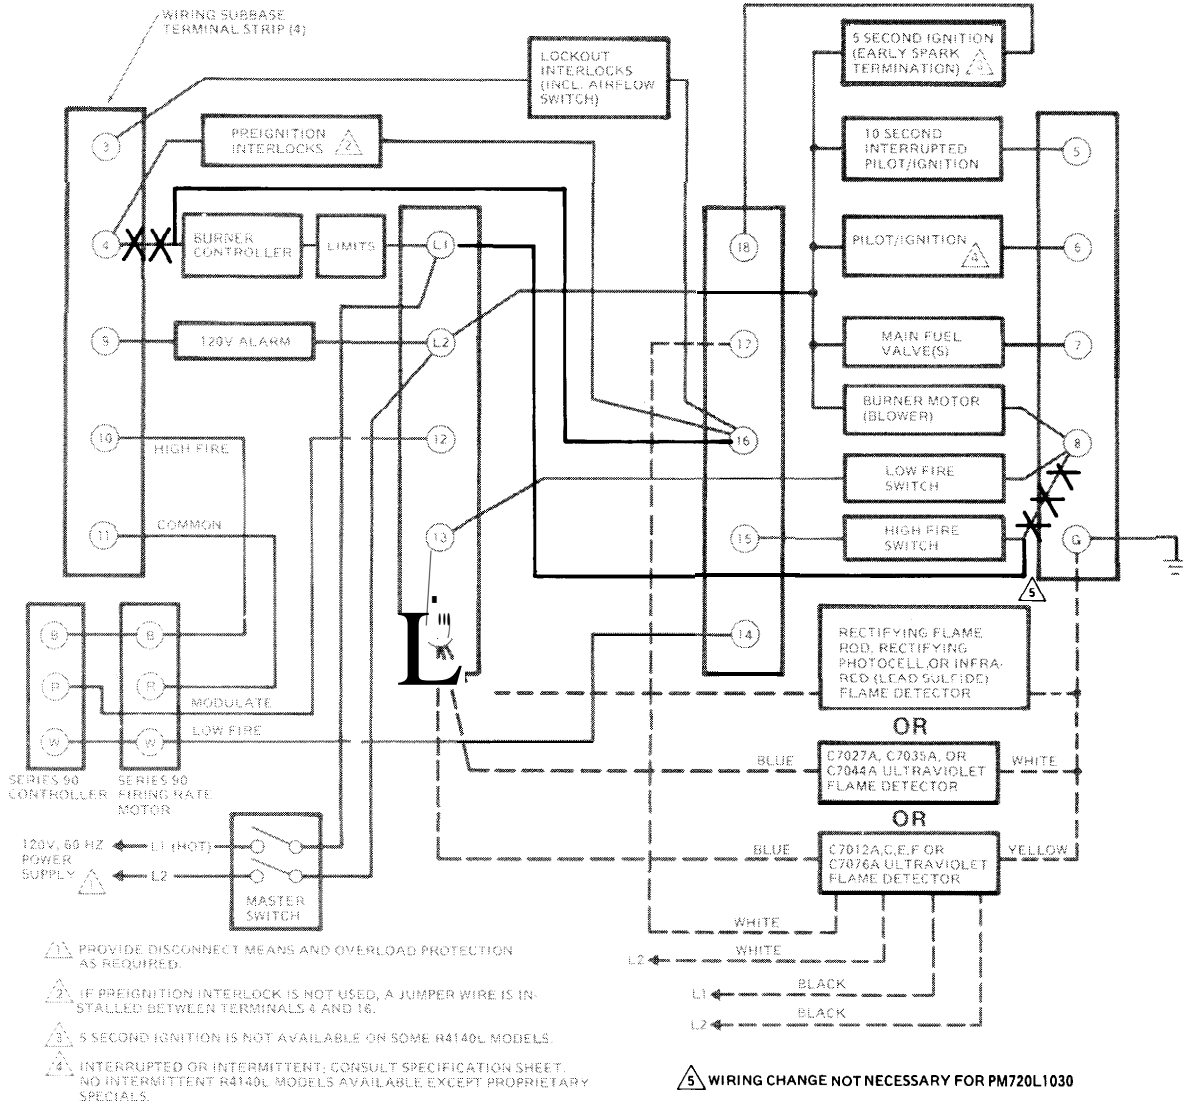 WIRING SUBBASE
TERMINAL STRIP (4)
LOCKOUT
INTERLOCKS
(INCL. AIRFLOW
SWITCH)
5 SECOND IGNITION
(EARLY SPARK
TERMINATION)
PREIGNITION
INTERLOCKS 2
10 SECOND
INTERRUPTED
PILOT/IGNITION
3
5
4
BURNER
CONTROLLER
LIMITS
L1
18
PILOT/IGNITION 4
6
9
120V ALARM
L2
17
MAIN FUEL
VALVE(S)
7
BURNER MOTOR
(BLOWER)
10
HIGH FIRE
12
16
8
LOW FIRE
SWITCH
11
COMMON
13
15
HIGH FIRE
SWITCH
G
5
B
B
L
14
RECTIFYING FLAME
ROD, RECTIFYING
PHOTOCELL, OR INFRA-
RED (LEAD SULFIDE)
FLAME DETECTOR
R
R
MODULATE
OR
W
W
LOW FIRE
SERIES 90
CONTROLLER
SERIES 90
FIRING RATE
MOTOR
BLUE
C7027A, C7035A, OR
C7044A ULTRAVIOLET
FLAME DETECTOR
WHITE
OR
120V, 60 HZ
POWER
SUPPLY 1
L1 (HOT)
L2
MASTER
SWITCH
BLUE
C7012A,C,E,F OR
C7076A ULTRAVIOLET
FLAME DETECTOR
YELLOW
WHITE
L2
WHITE
L1
BLACK
L2
BLACK
1 PROVIDE DISCONNECT MEANS AND OVERLOAD PROTECTION
AS REQUIRED.
2 IF PREIGNITION INTERLOCK IS NOT USED, A JUMPER WIRE IS IN-
STALLED BETWEEN TERMINALS 4 AND 16.
3 5 SECOND IGNITION IS NOT AVAILABLE ON SOME R4140L MODELS.
4 INTERRUPTED OR INTERMITTENT; CONSULT SPECIFICATION SHEET.
NO INTERMITTENT R4140L MODELS AVAILABLE EXCEPT PROPRIETARY
SPECIALS.
5 WIRING CHANGE NOT NECESSARY FOR PM720L1030